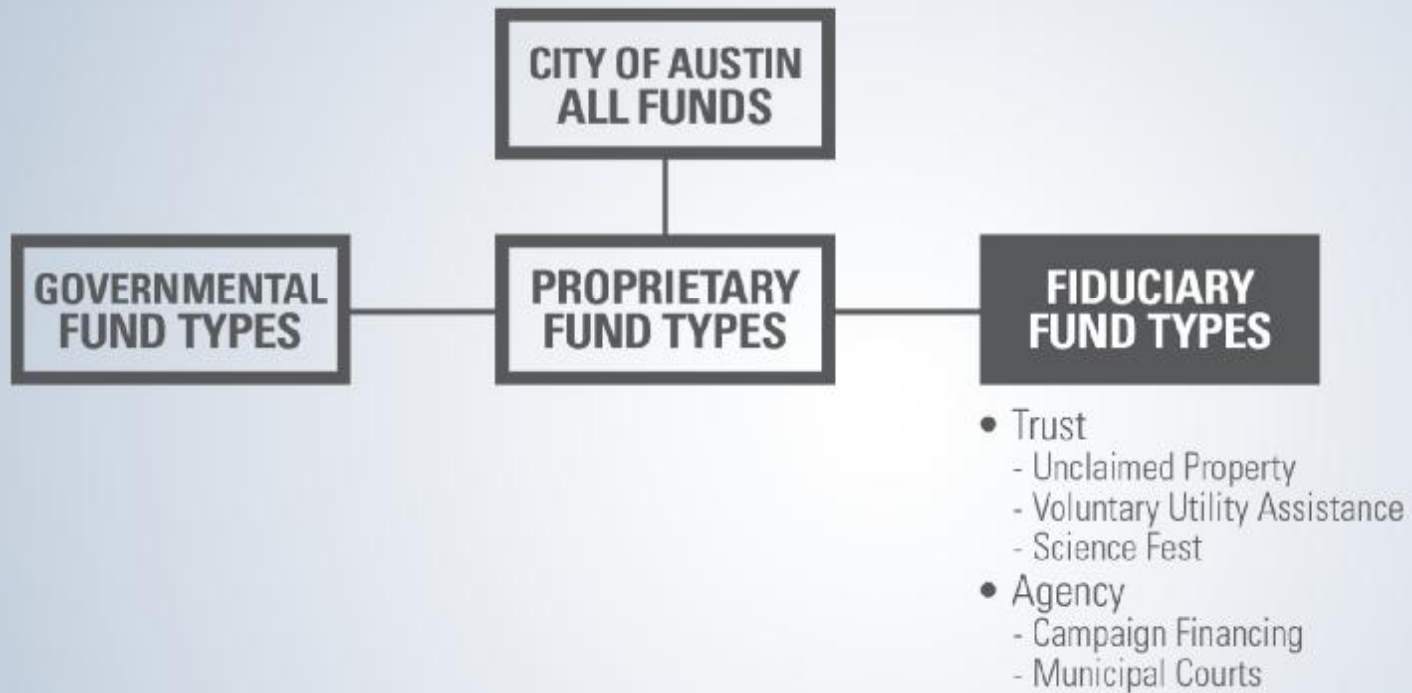 CITY OF AUSTIN
ALL FUNDS
GOVERNMENTAL
FUND TYPES
PROPRIETARY
FUND TYPES
FIDUCIARY
FUND TYPES
• Trust
- Unclaimed Property
- Voluntary Utility Assistance
- Science Fest
• Agency
- Campaign Financing
- Municipal Courts